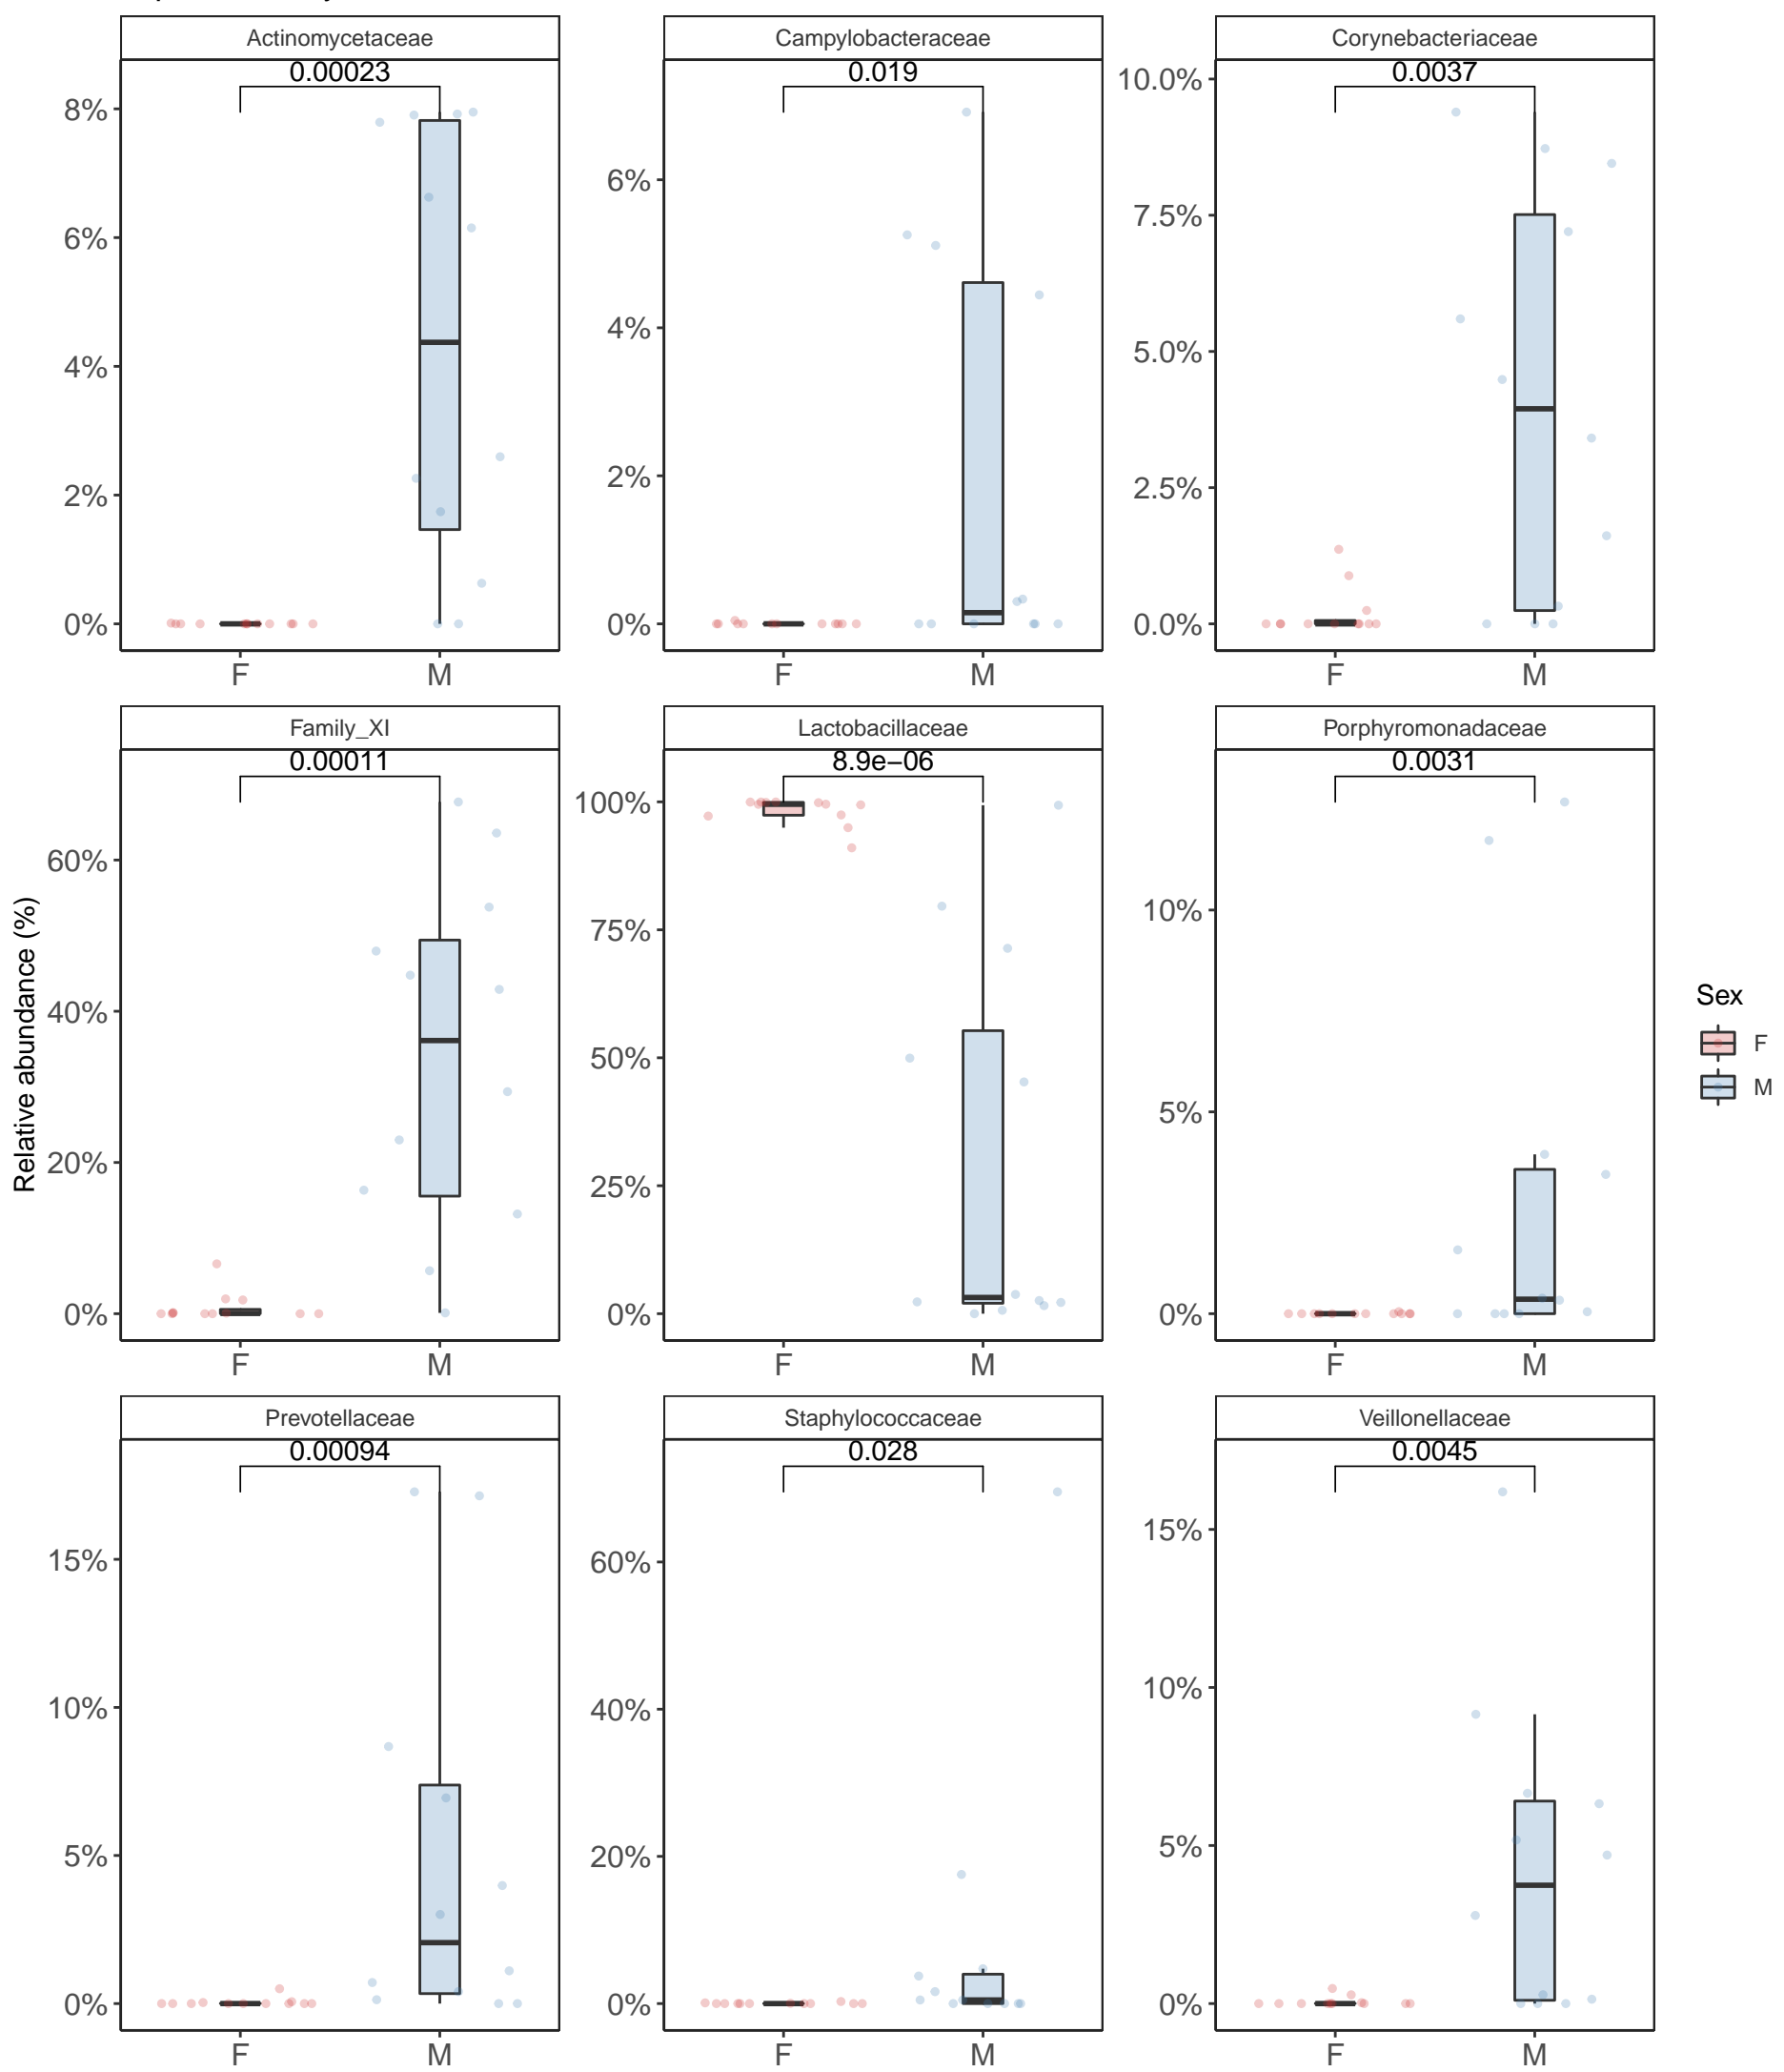 Actinomycetaceae
0.00023
8%
6%
4%
2%
0%
F
M
Campylobacteraceae
0.019
6%
4%
2%
0%
F
M
Corynebacteriaceae
0.0037
10.0%
7.5%
5.0%
2.5%
0.0%
F
M
Relative abundance (%)
Family_XI
0.00011
60%
40%
20%
0%
F
M
Lactobacillaceae
8.9e−06
100%
75%
50%
25%
0%
F
M
Porphyromonadaceae
0.0031
10%
5%
0%
F
M
Sex
F
M
Prevotellaceae
0.00094
15%
10%
5%
0%
F
M
Staphylococcaceae
0.028
60%
40%
20%
0%
F
M
Veillonellaceae
0.0045
15%
10%
5%
0%
F
M